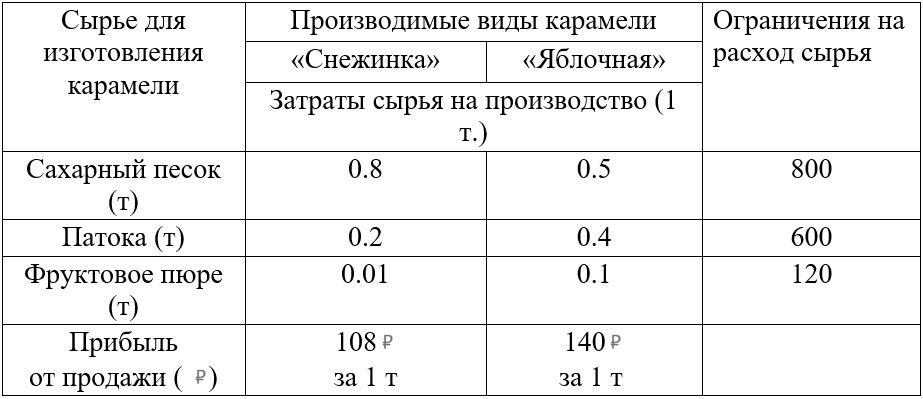 Сырье для
изготовления
карамели
Производимые виды карамели
Ограничения на
расход сырья
«Снежинка»
«Яблочная»
Затраты сырья на производство (1
т.)
Сахарный песок
(т)
0.8
0.5
800
Патока (т)
0.2
0.4
600
Фруктовое пюре
(т)
0.01
0.1
120
Прибыль
от продажи ( ₽)
108 ₽
за 1 т
140 ₽
за 1 т